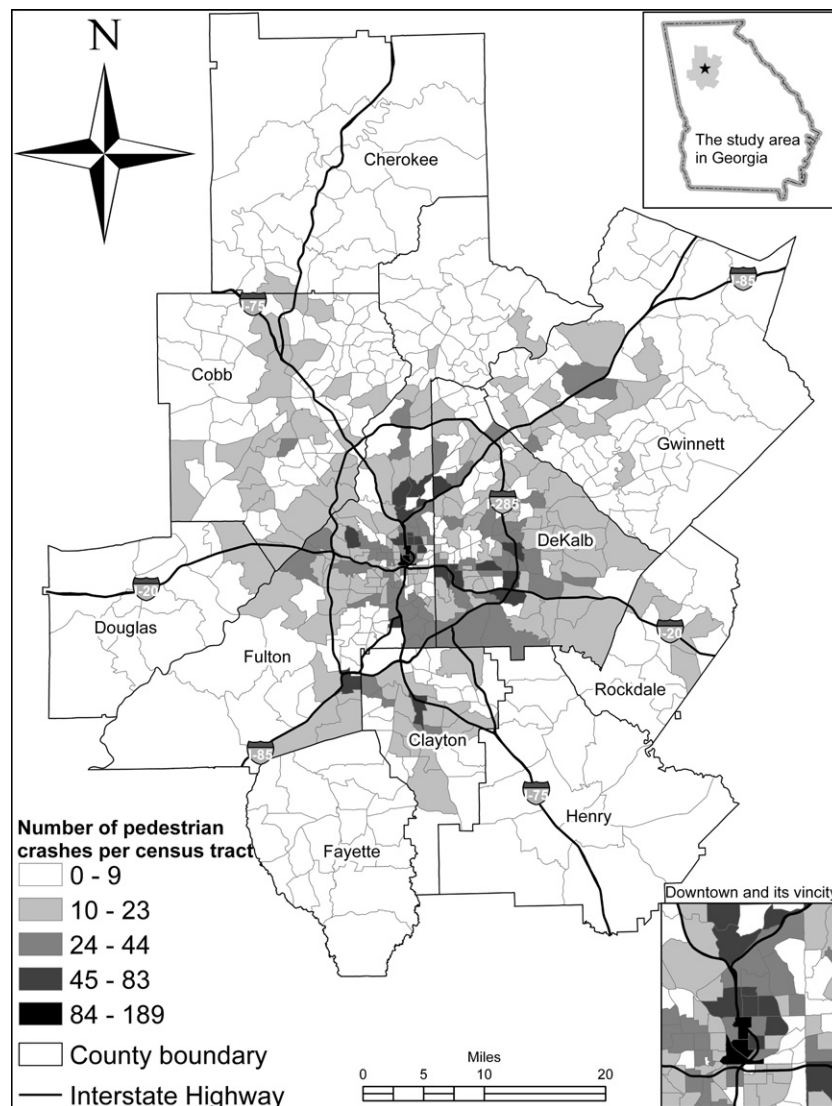 N
Cherokee
The study area
in Georgia
I-75
I-85
Cobb
Gwinnett
I-285
DeKalb
I-20
Douglas
I-20
Fulton
Rockdale
Clayton
I-85
I-75
Henry
Fayette
Number of pedestrian
crashes per census tract
0 - 9
10 - 23
24 - 44
45 - 83
84 - 189
County boundary
Interstate Highway
Miles
0 5 10 20
Downtown and its vincity